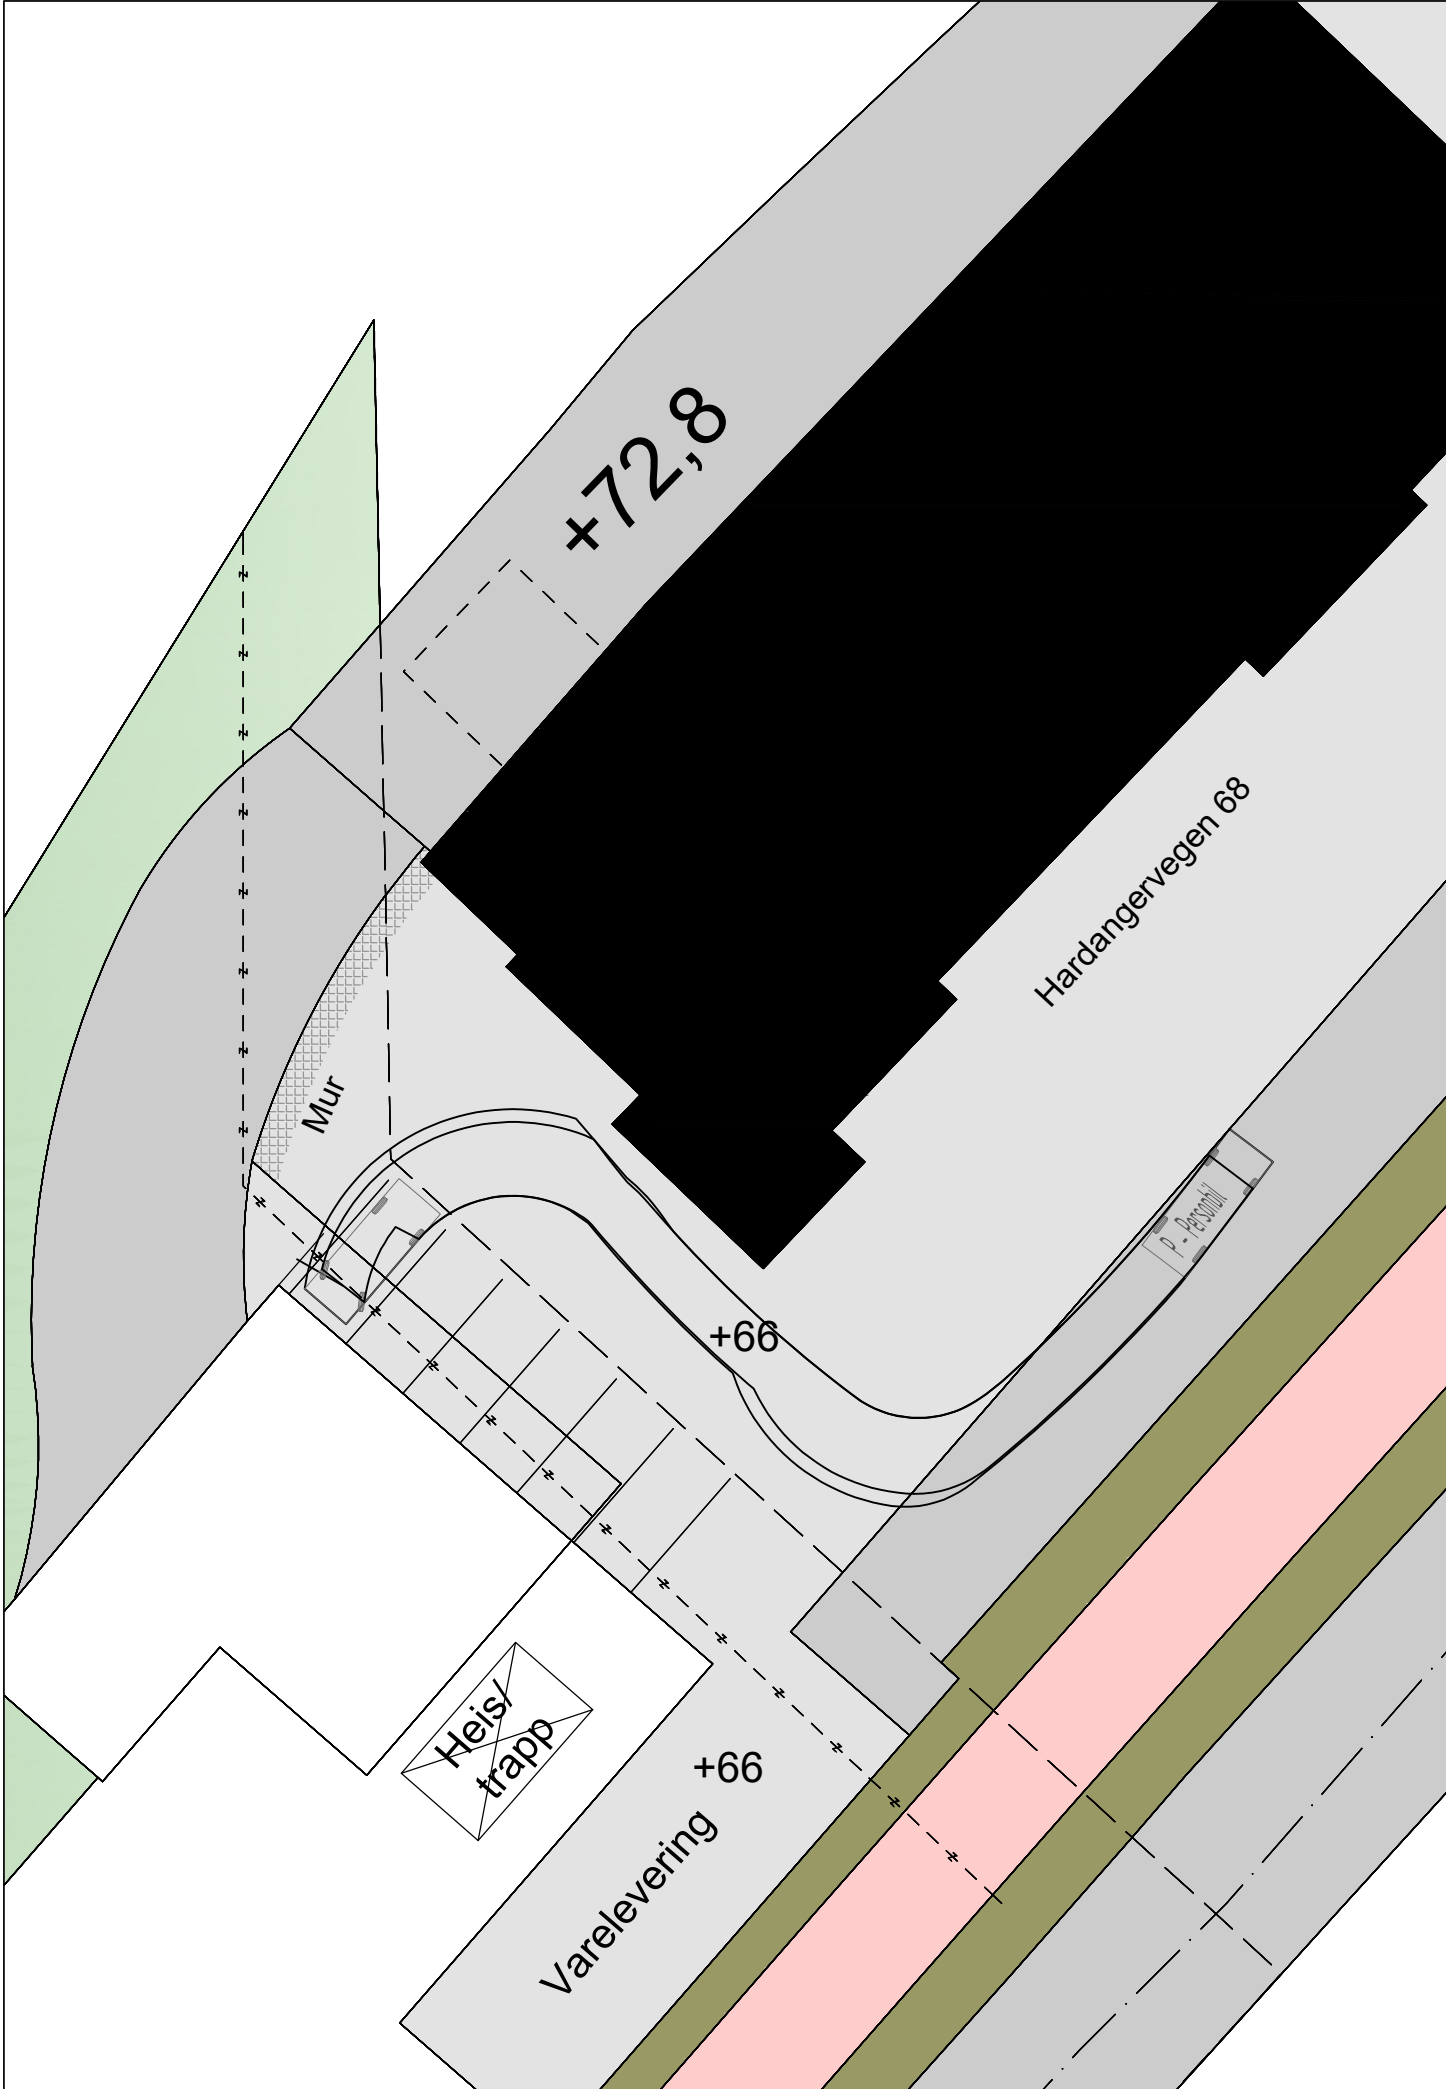 +72,8
Hardangervegen 68
Mur
P - Personbil
+66
Heis/
trapp
+66
Varelevering